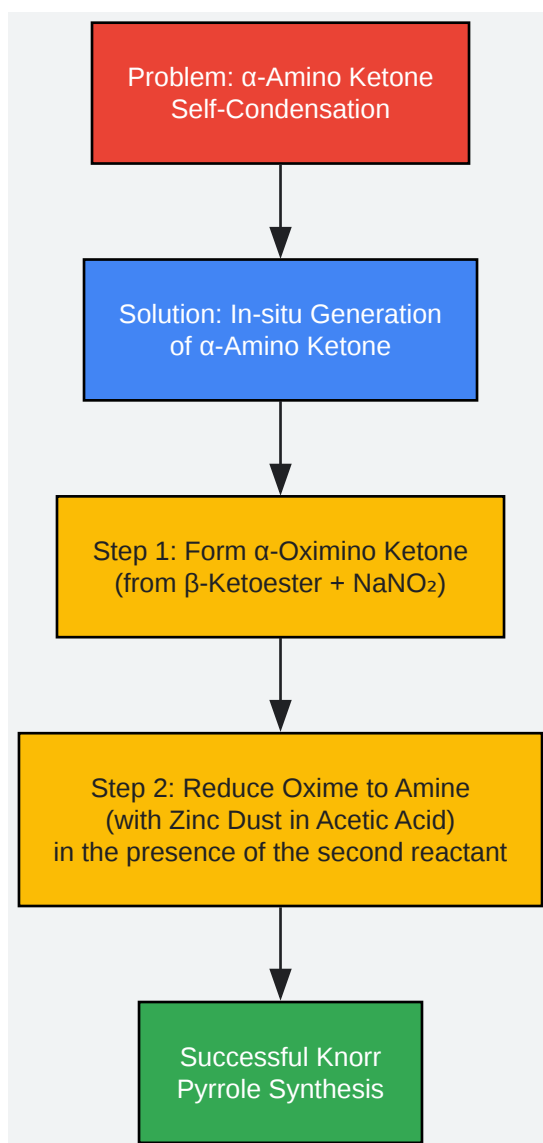 Problem: α-Amino Ketone
Self-Condensation
Solution: In-situ Generation
of α-Amino Ketone
Step 1: Form α-Oximino Ketone
(from β-Ketoester + NaNO₂)
Step 2: Reduce Oxime to Amine
(with Zinc Dust in Acetic Acid)
in the presence of the second reactant
Successful Knorr
Pyrrole Synthesis